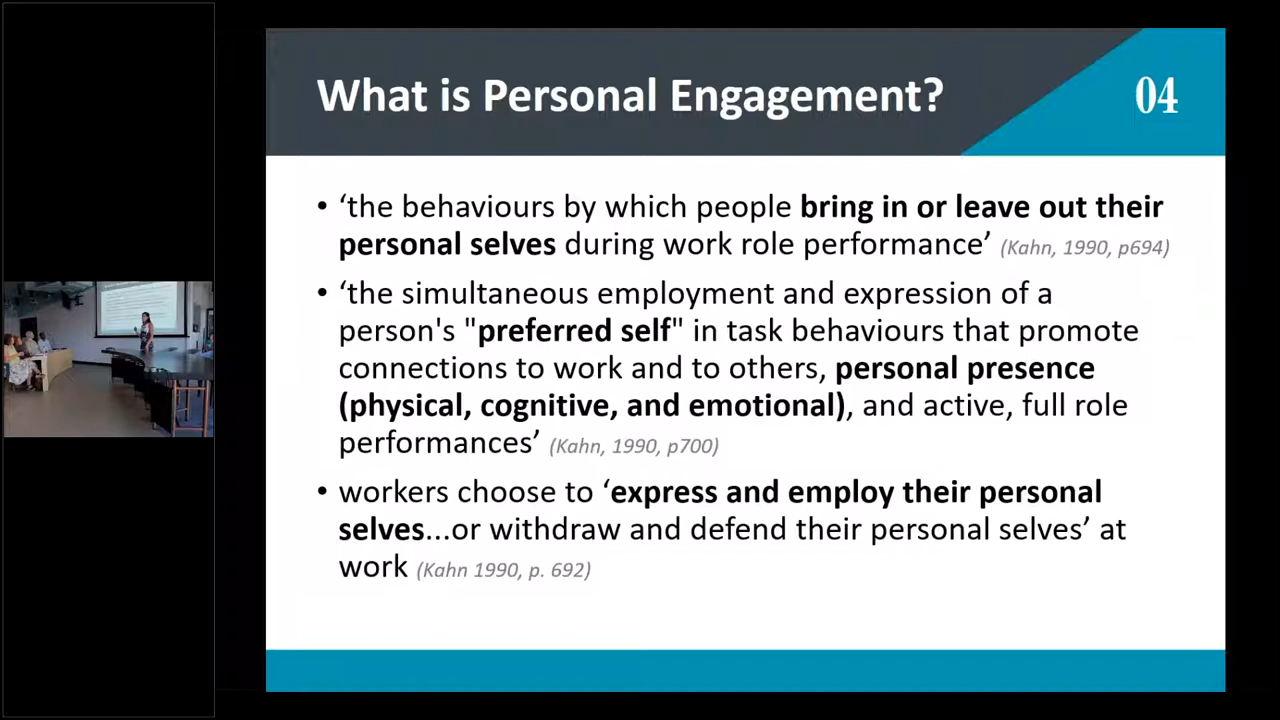 What is Personal Engagement?
04
• ‘the behaviours by which people bring in or leave out their
personal selves during work role performance’ (Kahn, 1990, p694)
• ‘the simultaneous employment and expression of a
person's "preferred self" in task behaviours that promote
connections to work and to others, personal presence
(physical, cognitive, and emotional), and active, full role
performances’ (Kahn, 1990, p700)
• workers choose to ‘express and employ their personal
selves...or withdraw and defend their personal selves’ at
work (Kahn 1990, p. 692)